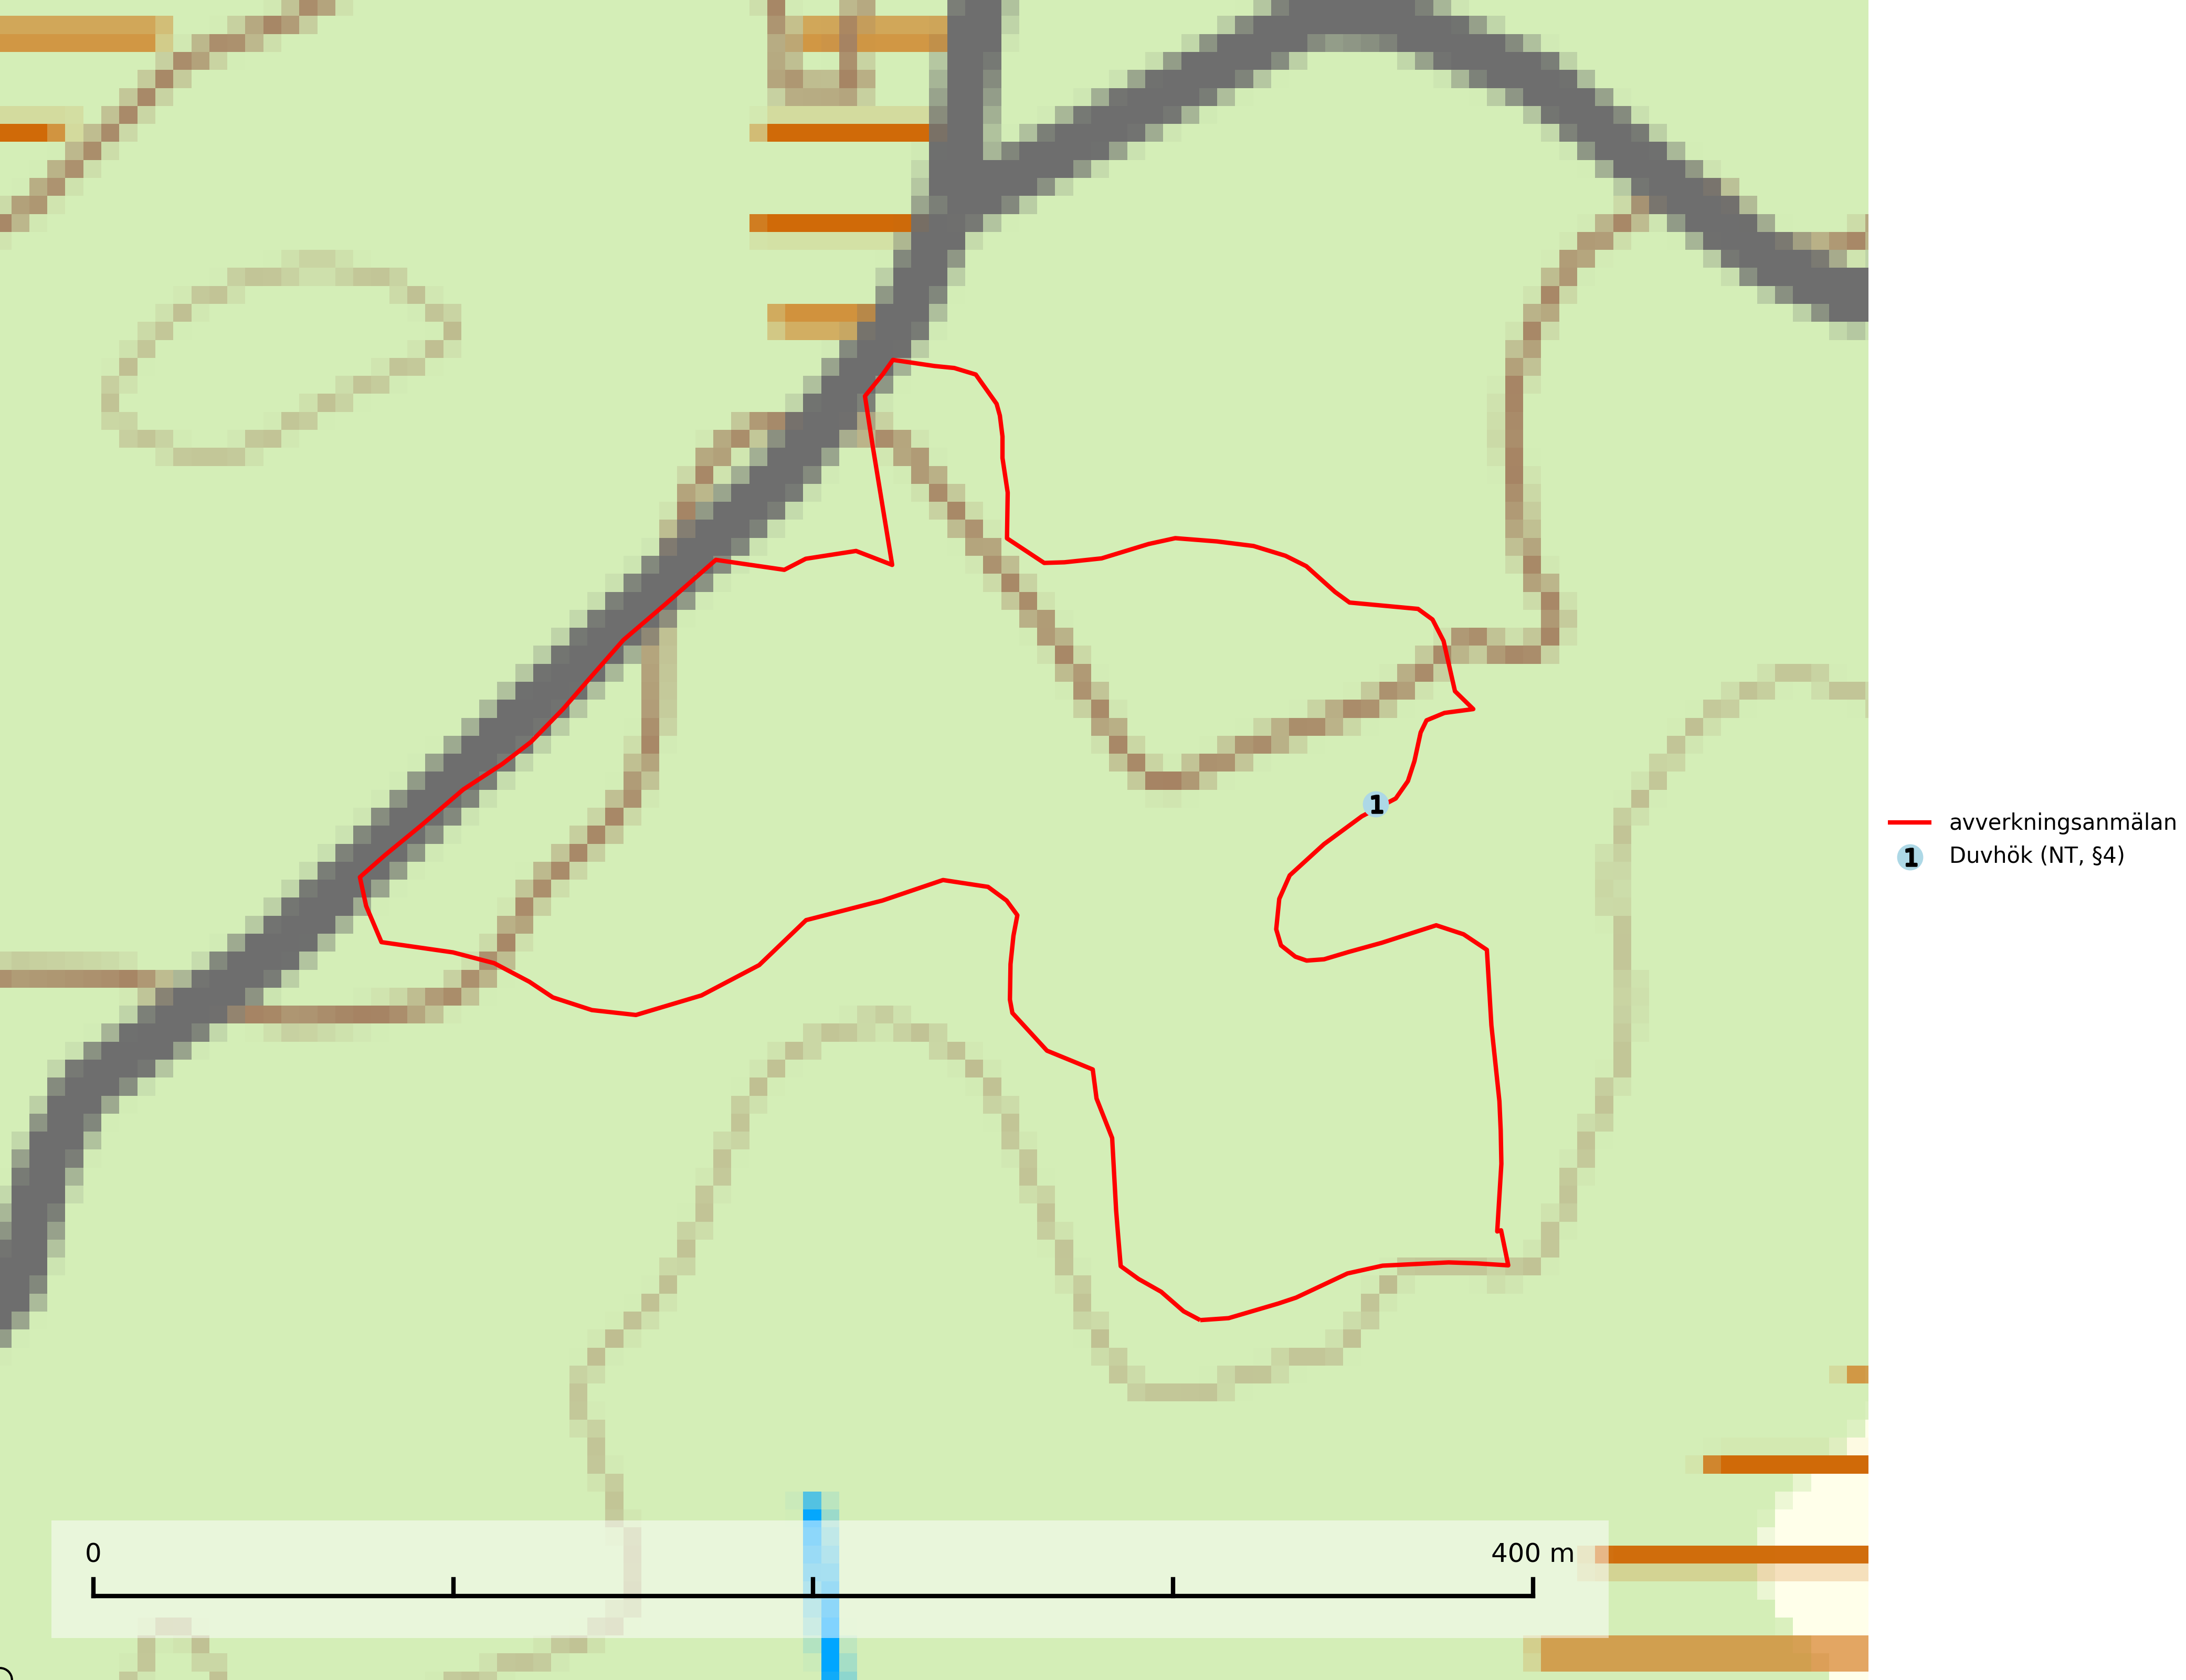 1
avverkningsanmälan
1 Duvhök (NT, §4)
0 400 m